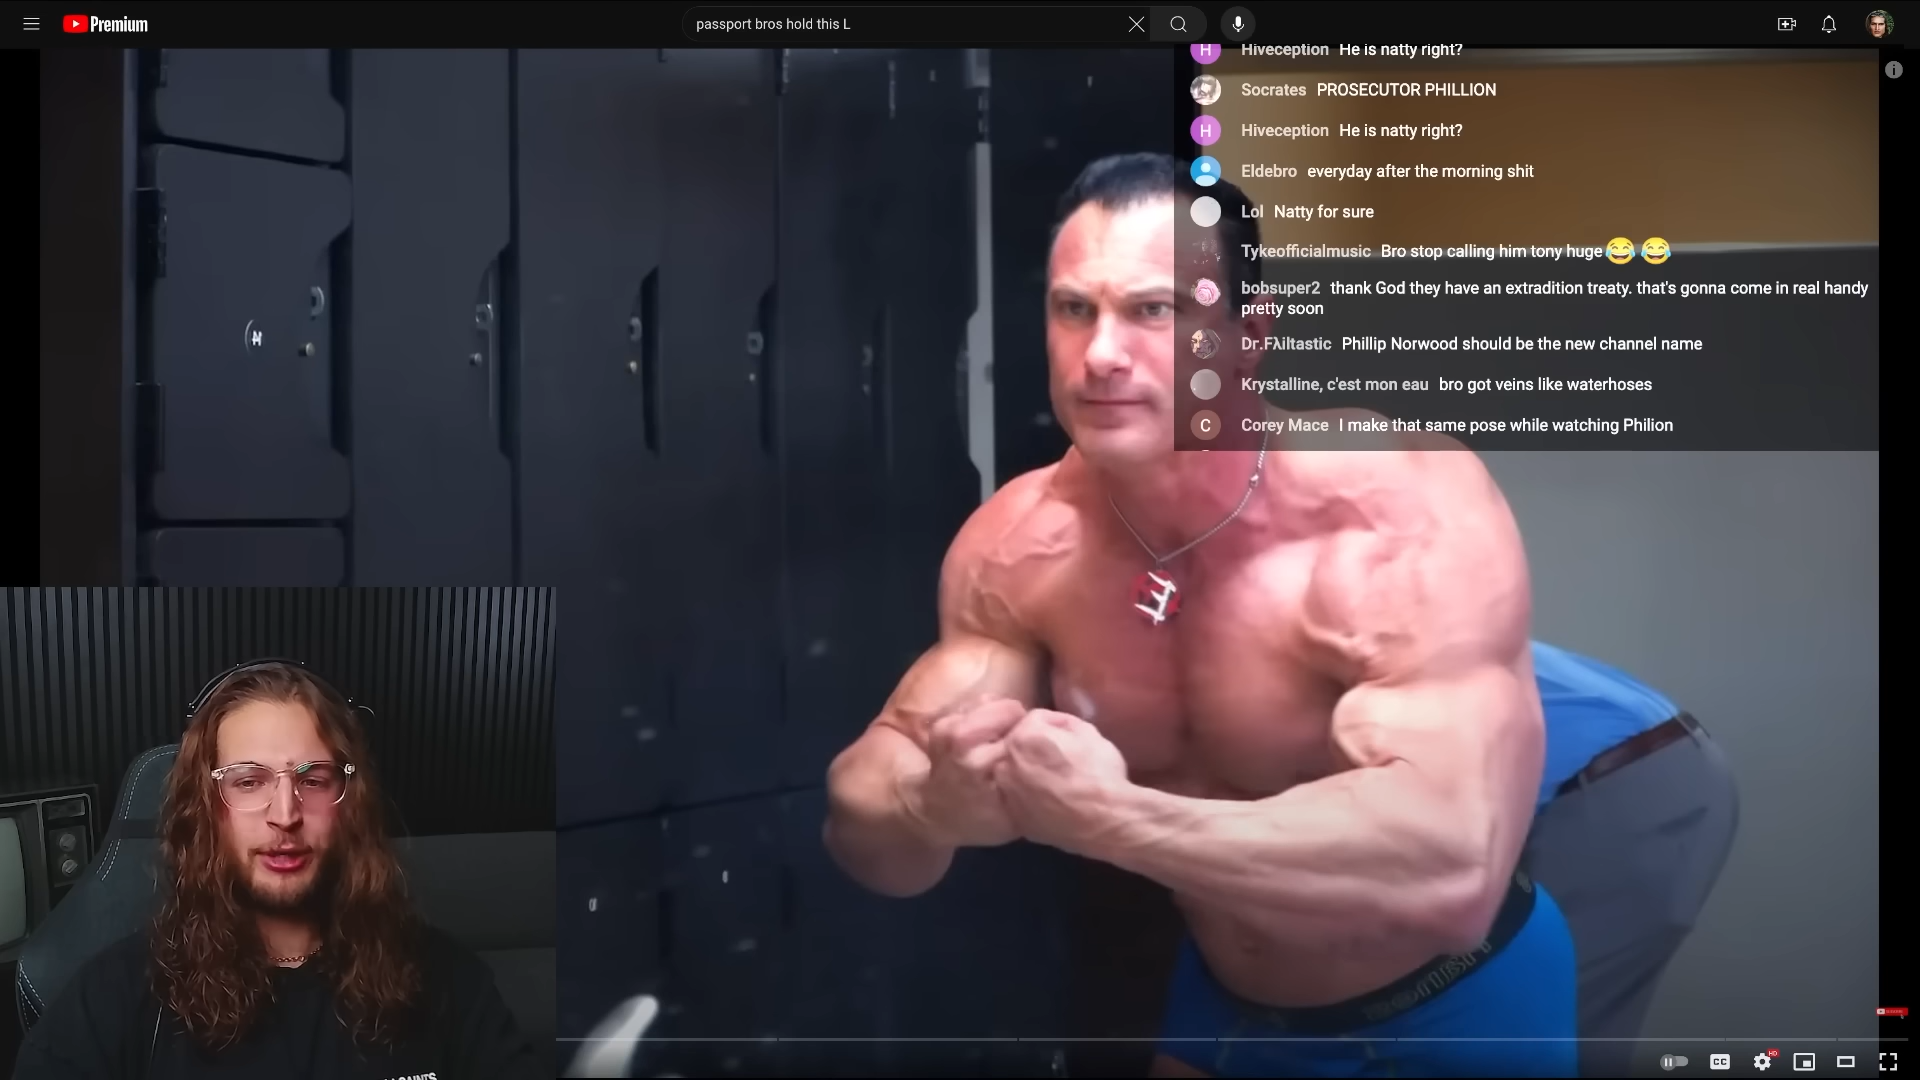 Premium
passport bros hold this L
H Hiveception He is natty right?
Socrates PROSECUTOR PHILLION
H Hiveception He is natty right?
Eldebro everyday after the morning shit
Lol Natty for sure
Tykeofficialmusic Bro stop calling him tony huge😂😂
bobsuper2 thank God they have an extradition treaty. that's gonna come in real handy
pretty soon
Dr.Fλiltastic Phillip Norwood should be the new channel name
Krystalline, c'est mon eau bro got veins like waterhoses
C Corey Mace I make that same pose while watching Philion
CC
HD